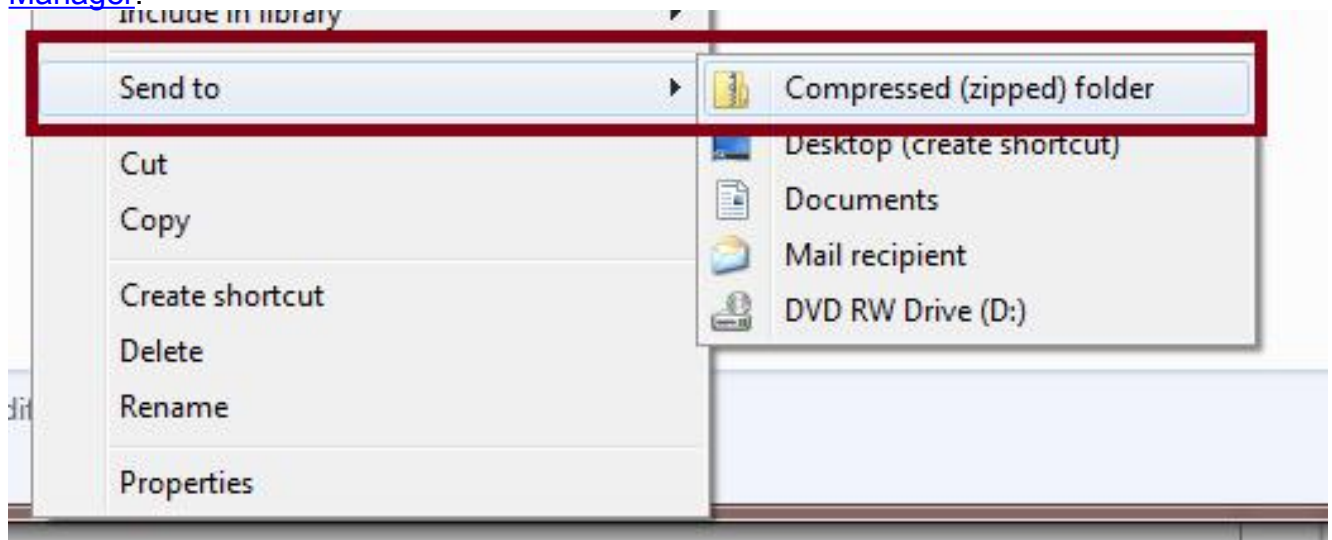 Manager.
Include in library
Send to
Compressed (zipped) folder
Desktop (create shortcut)
Cut
Documents
Copy
Mail recipient
Create shortcut
DVD RW Drive (D:)
Delete
Rename
Properties